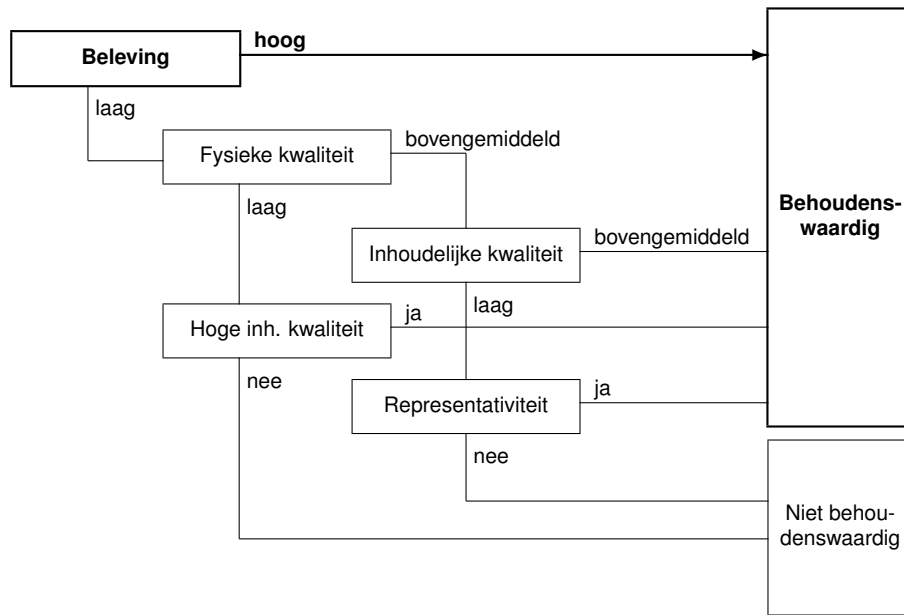 hoog
Beleving
laag
bovengemiddeld
Fysieke kwaliteit
laag
Behoudens-
waardig
bovengemiddeld
Inhoudelijke kwaliteit
laag
ja
Hoge inh. kwaliteit
nee
ja
Representativiteit
nee
Niet behou-
denswaardig